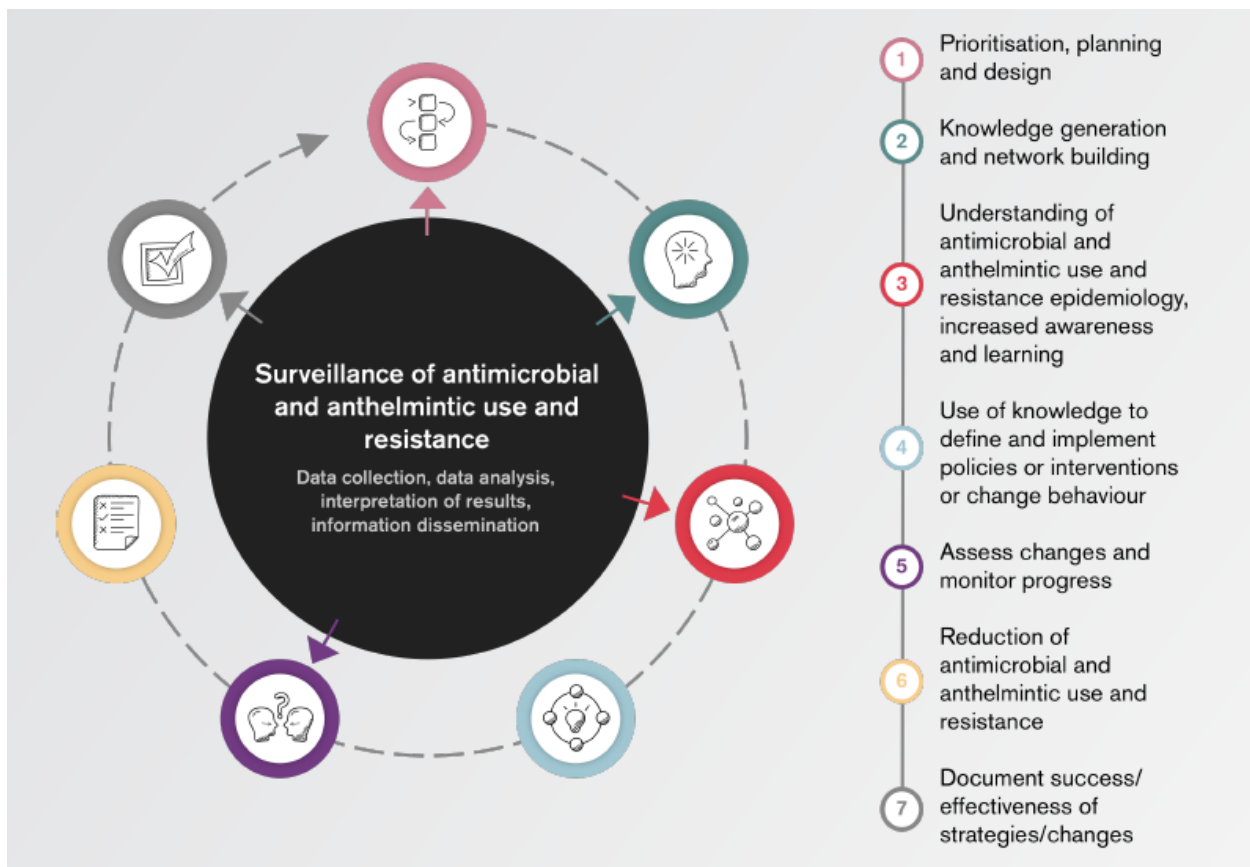 Surveillance of antimicrobial
and anthelmintic use and
resistance
Data collection, data analysis,
interpretation of results,
information dissemination
1
Prioritisation, planning
and design
2
Knowledge generation
and network building
3
Understanding of
antimicrobial and
anthelmintic use and
resistance epidemiology,
increased awareness
and learning
4
Use of knowledge to
define and implement
policies or interventions
or change behaviour
5
Assess changes and
monitor progress
6
Reduction of
antimicrobial and
anthelmintic use and
resistance
7
Document success/
effectiveness of
strategies/changes